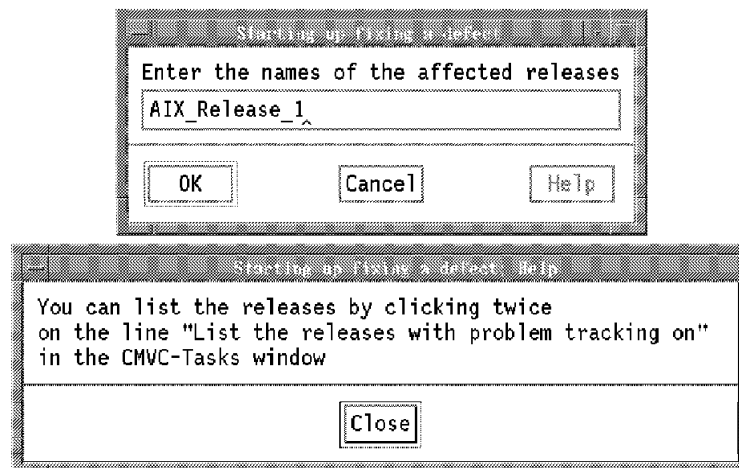 Starting up fixing a defect
Enter the names of the affected releases
AIX_Release_1
OK
Cancel
Help
Starting up fixing a defect: Help
You can list the releases by clicking twice
on the line "List the releases with problem tracking on"
in the CMVC-Tasks window
Close